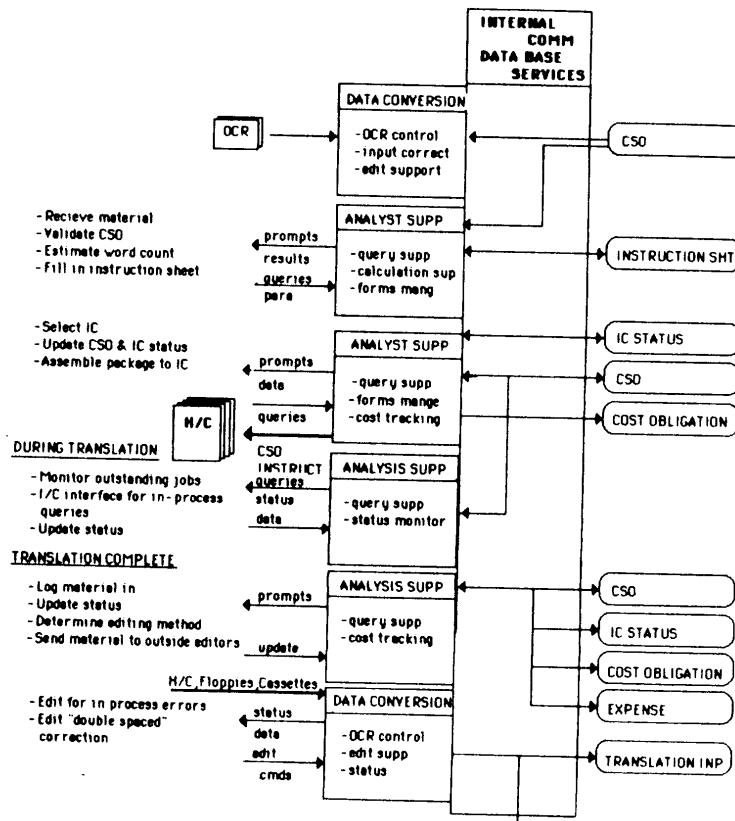 INTERNAL
COMM
DATA BASE
SERVICES
DATA CONVERSION
OCR
-OCR control
-input correct
-edit support
CSO
- Recieve material
- Validate CSO
- Estimate word count
- Fill in instruction sheet
prompts
results
queries
para
ANALYST SUPP
-query supp
-calculation sup
-forms mang
INSTRUCTION SHT
- Select IC
- Update CSO & IC status
- Assemble package to IC
prompts
data
queries
H/C
CSO
INSTRUCT
ANALYST SUPP
-query supp
-forms mange
-cost tracking
IC STATUS
CSO
COST OBLIGATION
DURING TRANSLATION
- Monitor outstanding jobs
- I/C interface for in-process
queries
- Update status
queries
status
data
ANALYSIS SUPP
-query supp
-status monitor
TRANSLATION COMPLETE
- Log material in
- Update status
- Determine editing method
- Send material to outside editors
prompts
update
ANALYSIS SUPP
-query supp
-cost tracking
CSO
IC STATUS
COST OBLIGATION
EXPENSE
H/C, Floppies, Cassettes
- Edit for in process errors
- Edit "double spaced"
correction
status
data
edit
cmds
DATA CONVERSION
-OCR control
-edit supp
-status
TRANSLATION INP